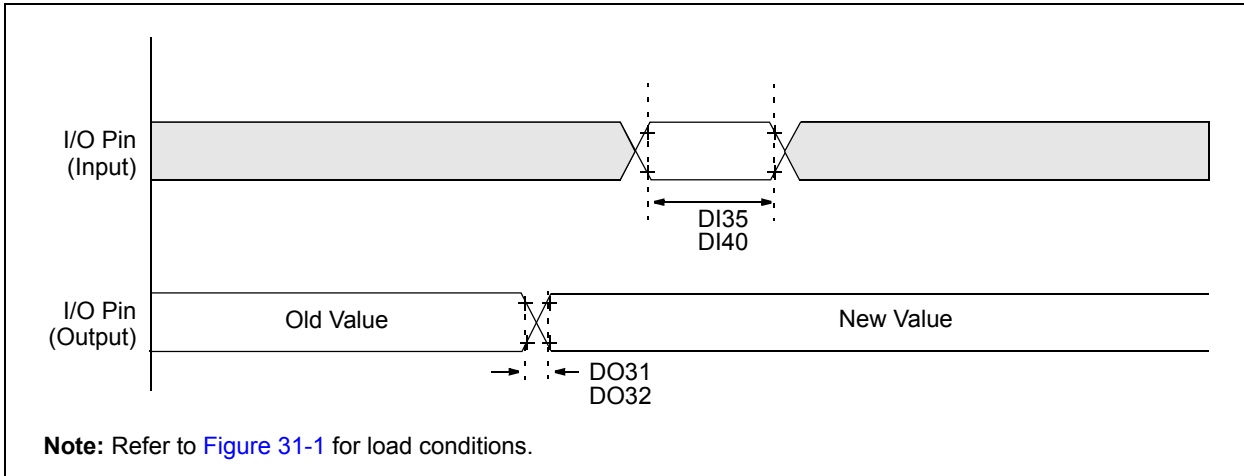 I/O Pin
(Input)
DI35
DI40
I/O Pin
(Output)
Old Value
New Value
DO31
DO32
Note: Refer to Figure 31-1 for load conditions.